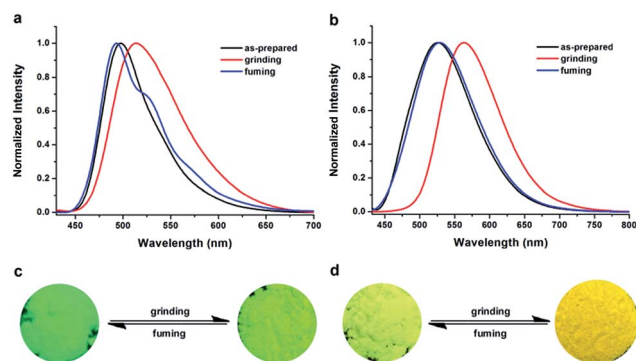 a
as-prepared
grinding
fuming
Normalized Intensity
1.0
0.8
0.6
0.4
0.2
0.0
450 500 550 600 650 700
Wavelength (nm)
b
as-prepared
grinding
fuming
Normalized Intensity
1.0
0.8
0.6
0.4
0.2
0.0
450 500 550 600 650 700 750 800
Wavelength (nm)
c
grinding
fuming
d
grinding
fuming